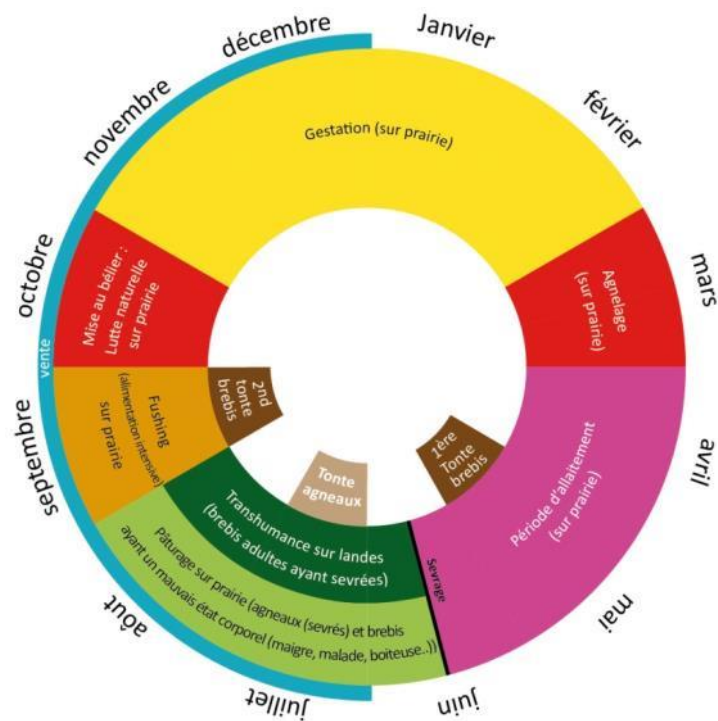 Janvier
février
mars
avril
mai
juin
juillet
août
septembre
octobre
novembre
décembre
vente
Gestation (sur prairie)
Agnelage
(sur prairie)
Période d'allaitement
(sur prairie)
Sevrage
1ère
Tonte
brebis
Tonte
agneaux
Transhumance sur landes
(brebis adultes ayant sevrées)
Pâturage sur prairie (agneaux (sevrés) et brebis
ayant un mauvais état corporel (maigre, malade, boiteuse..))
2nd
tonte
brebis
Fushing
(alimentation intensive)
sur prairie
Mise au bélier :
Lutte naturelle
sur prairie